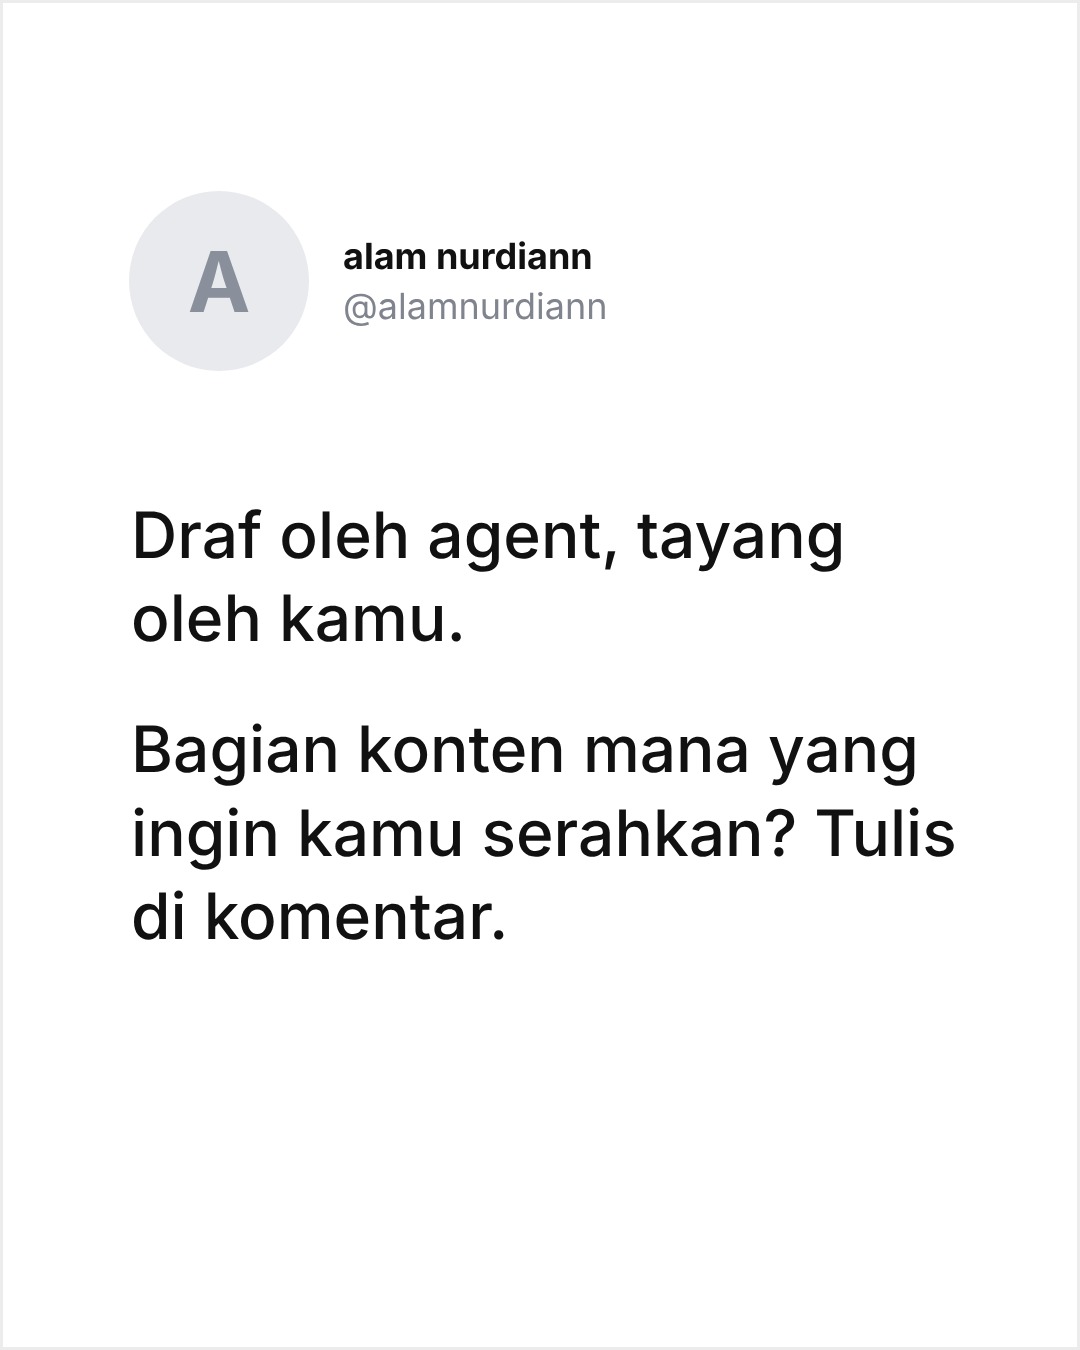 A
alam nurdiann
@alamnurdiann
Draf oleh agent, tayang
oleh kamu.
Bagian konten mana yang
ingin kamu serahkan? Tulis
di komentar.